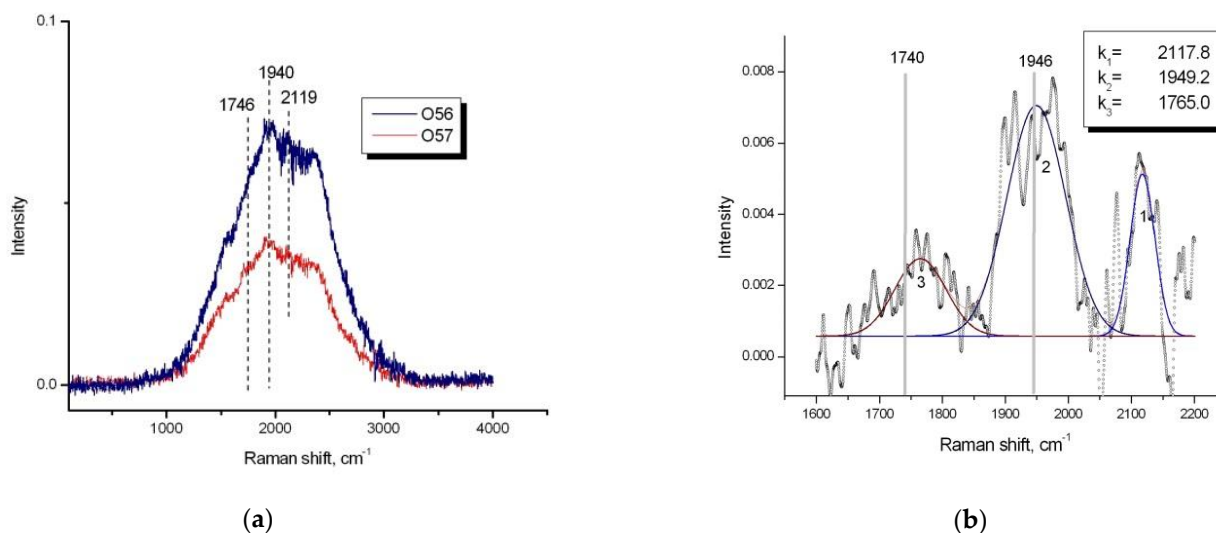 0.1
1940
1746
2119
O56
O57
Intensity
0.0
1000 2000 3000 4000
Raman shift, cm-1
(a)
k1= 2117.8
k2= 1949.2
k3= 1765.0
1740
1946
0.008
0.006
0.004
0.002
0.000
Intensity
2
1
3
1600 1700 1800 1900 2000 2100 2200
Raman shift, cm-1
(b)